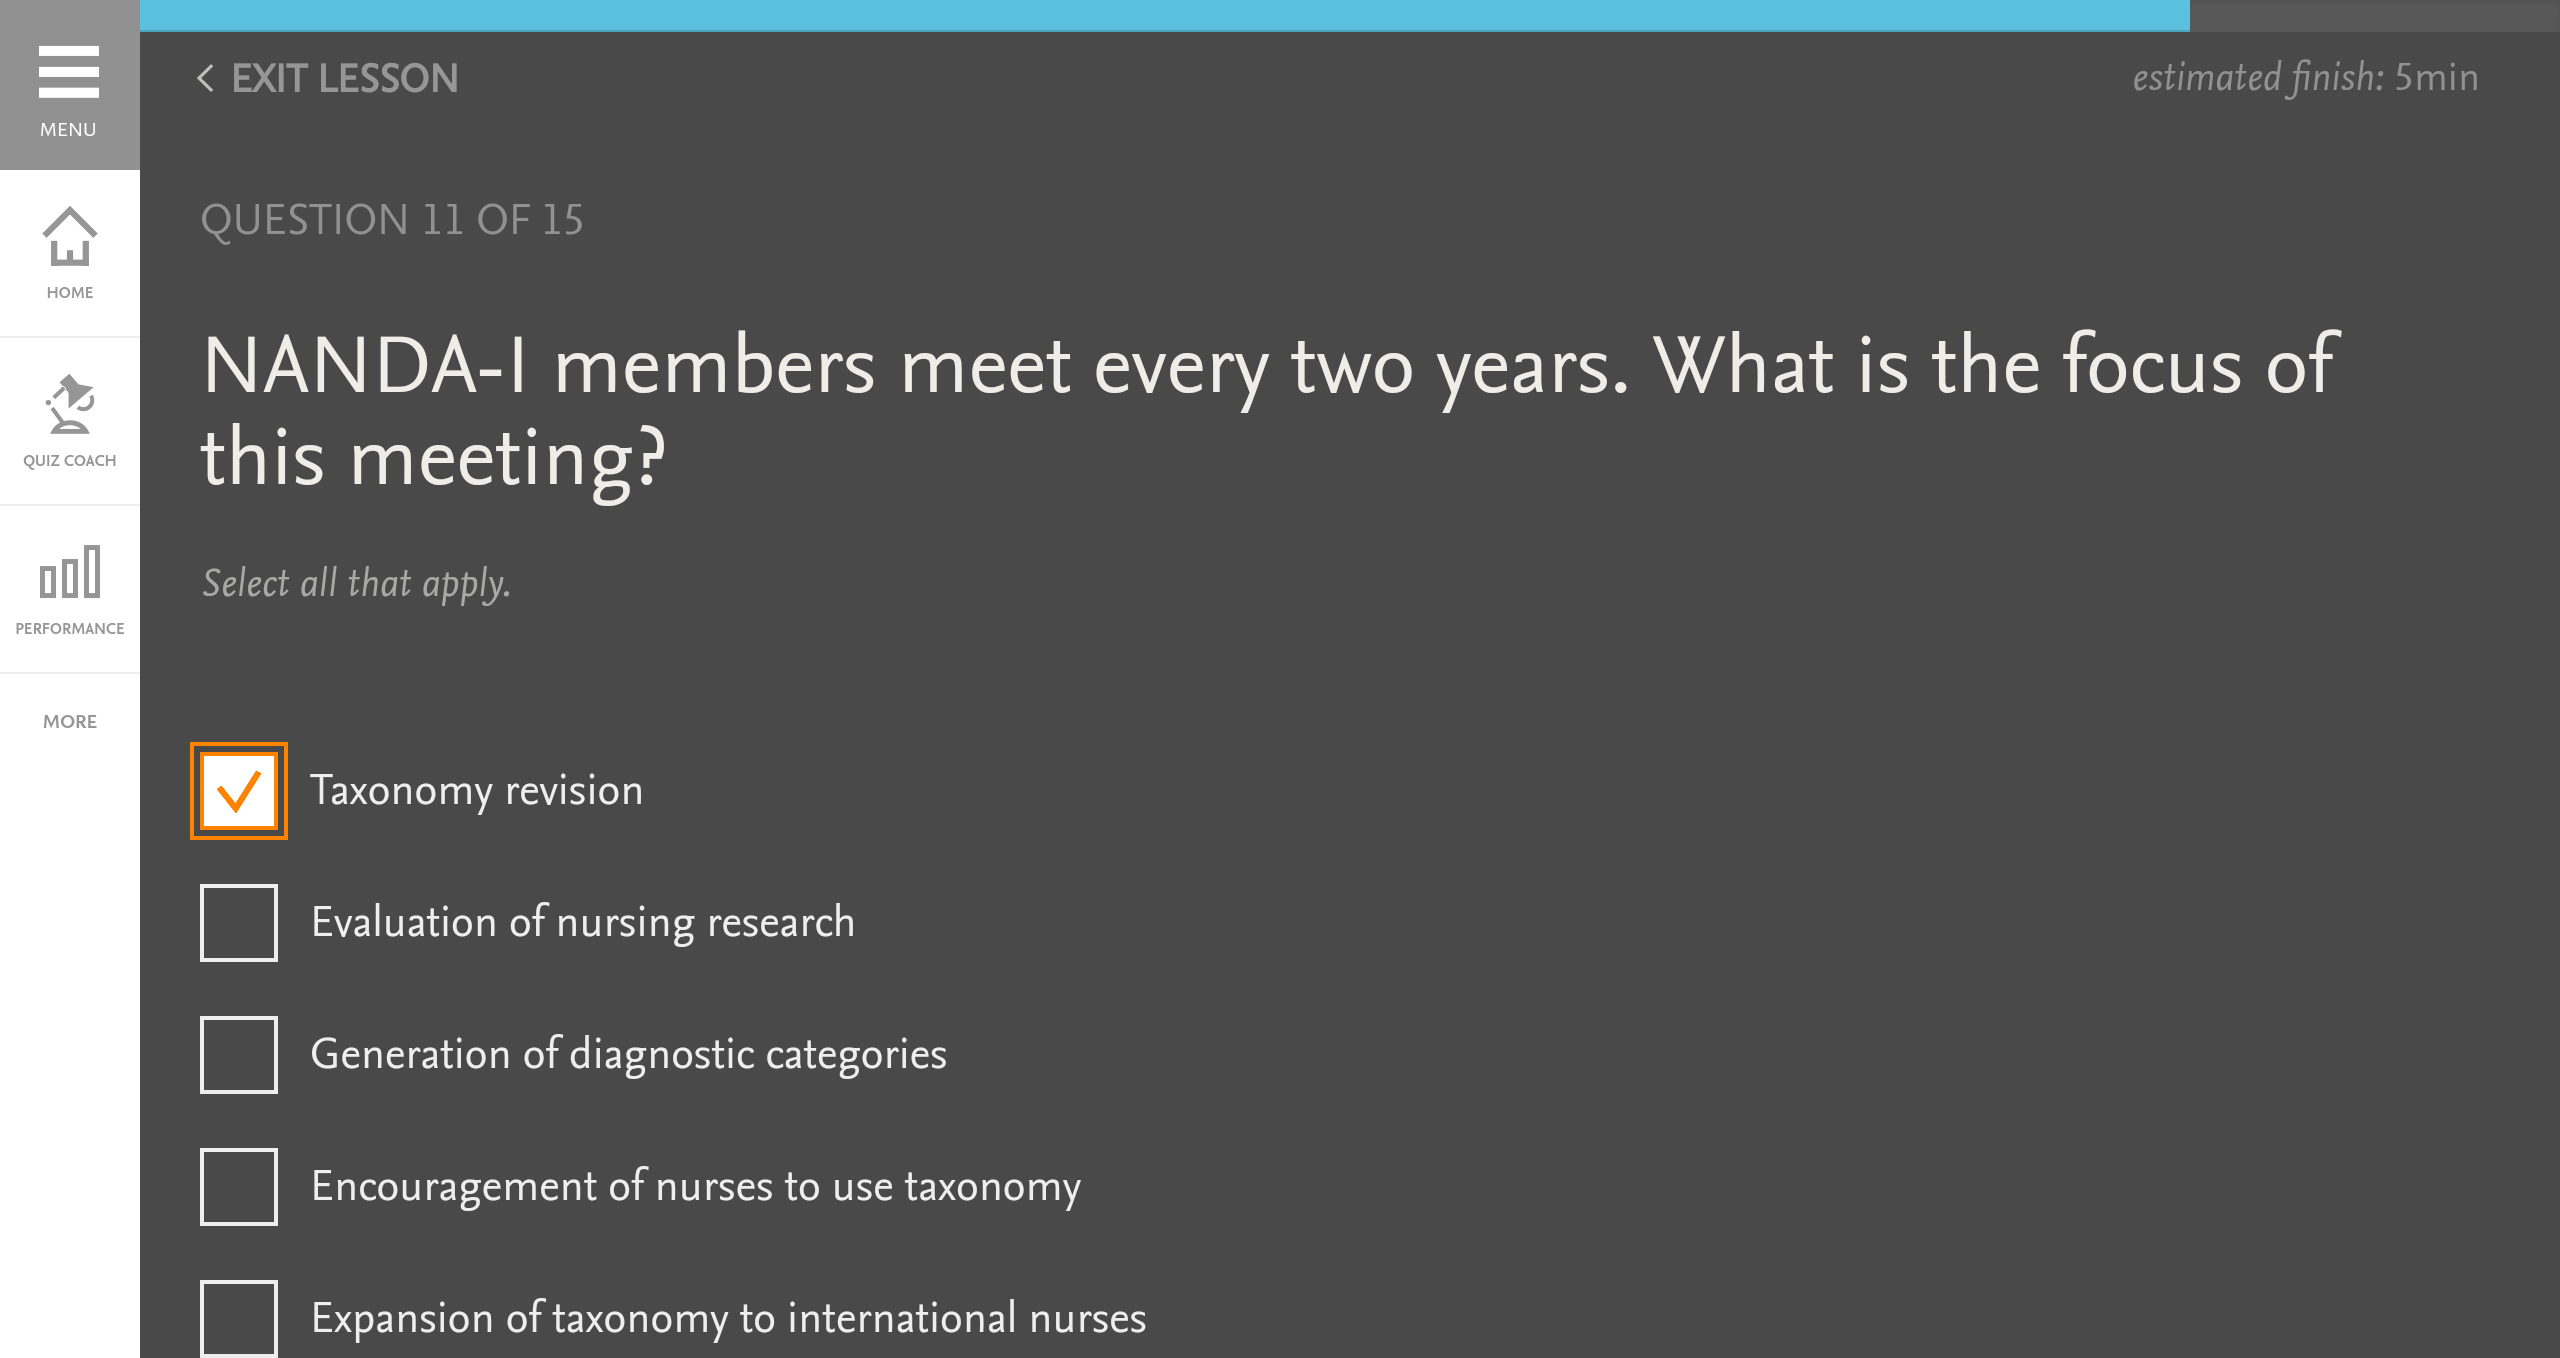 MENU
HOME
QUIZ COACH
PERFORMANCE
MORE
EXIT LESSON
estimated finish: 5min
QUESTION 11 OF 15
NANDA-I members meet every two years. What is the focus of
this meeting?
Select all that apply.
Taxonomy revision
Evaluation of nursing research
Generation of diagnostic categories
Encouragement of nurses to use taxonomy
Expansion of taxonomy to international nurses